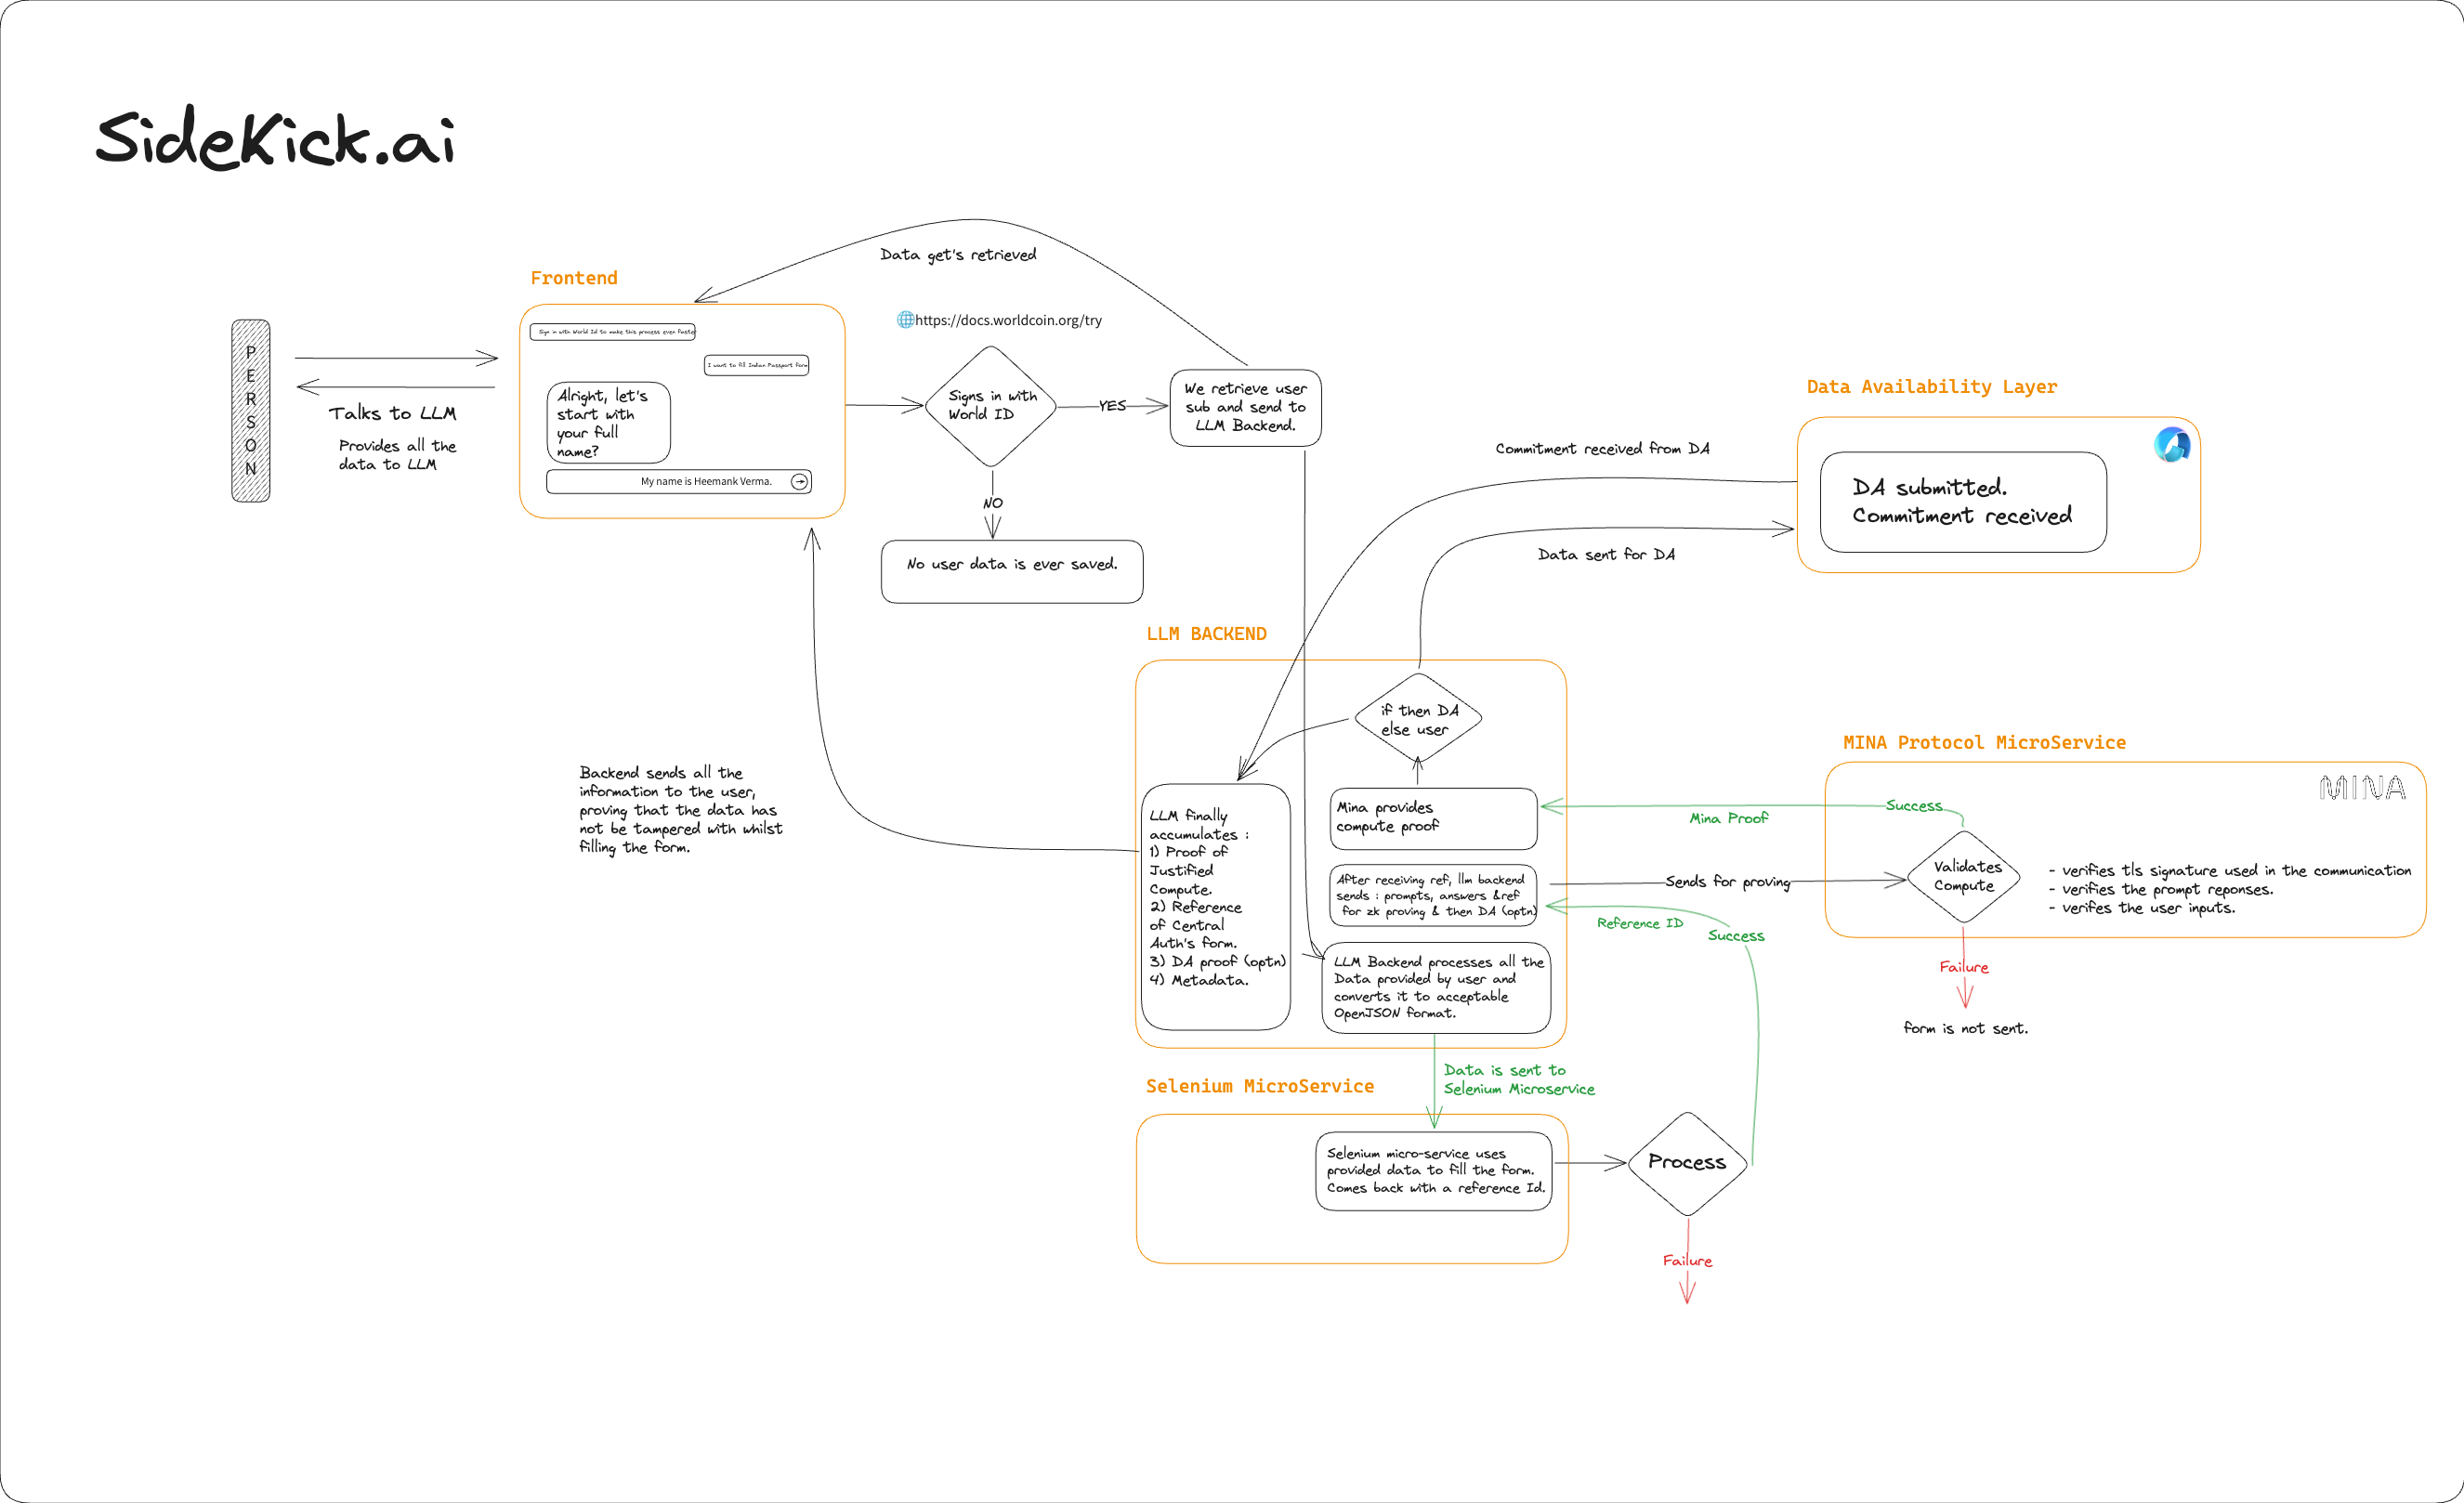 SideKick.ai
Data get's retrieved
Frontend
https://docs.worldcoin.org/try
PERSON
Talks to LLM
Provides all the
data to LLM
Sign in with World Id to make this process even faster
I want to fill Indian Passport form
Alright, let's
start with
your full
name?
My name is Heemank Verma.
Signs in with
World ID
YES
We retrieve user
sub and send to
LLM Backend.
NO
No user data is ever saved.
Data Availability Layer
Commitment received from DA
DA submitted.
Commitment received
Data sent for DA
LLM BACKEND
if then DA
else user
Backend sends all the
information to the user,
proving that the data has
not be tampered with whilst
filling the form.
LLM finally
accumulates :
1) Proof of
Justified
Compute.
2) Reference
of Central
Auth's form.
3) DA proof (optn)
4) Metadata.
Mina provides
compute proof
After receiving ref, llm backend
sends : prompts, answers &ref
for zk proving & then DA (optn)
LLM Backend processes all the
Data provided by user and
converts it to acceptable
OpenJSON format.
MINA Protocol MicroService
MINA
Success
Mina Proof
Sends for proving
Validates
Compute
- verifies tls signature used in the communication
- verifies the prompt reponses.
- verifes the user inputs.
Reference ID
Success
Failure
form is not sent.
Data is sent to
Selenium Microservice
Selenium MicroService
Selenium micro-service uses
provided data to fill the form.
Comes back with a reference Id.
Process
Failure